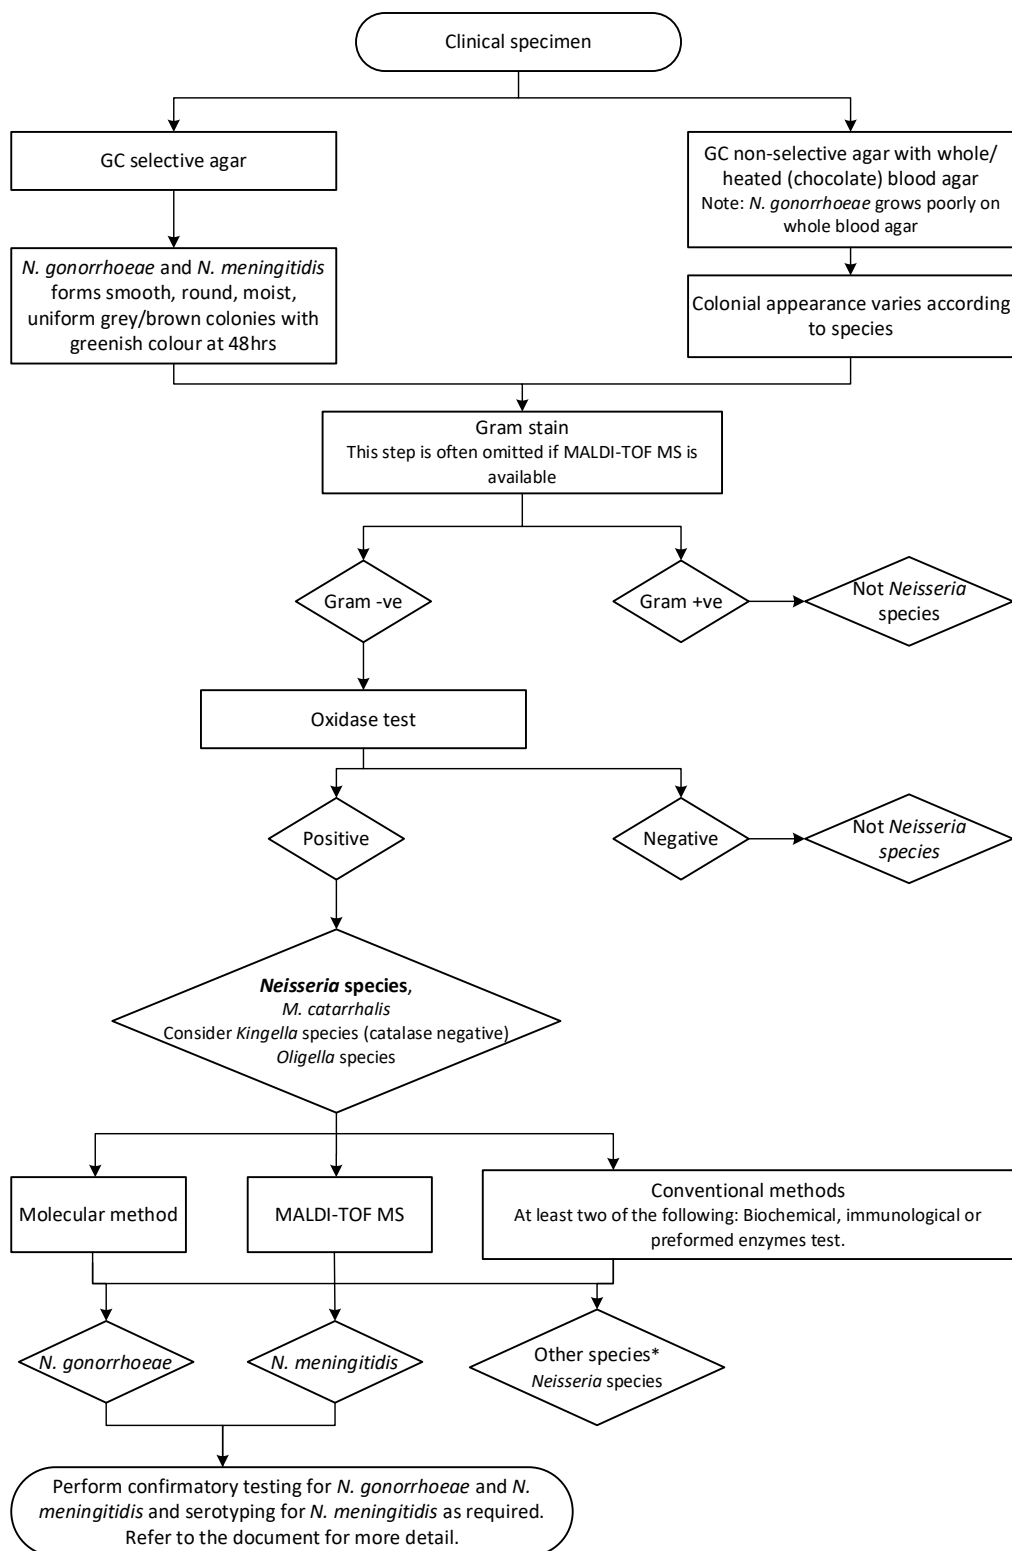 Clinical specimen
GC selective agar
GC non-selective agar with whole/
heated (chocolate) blood agar
Note: N. gonorrhoeae grows poorly on
whole blood agar
N. gonorrhoeae and N. meningitidis
forms smooth, round, moist,
uniform grey/brown colonies with
greenish colour at 48hrs
Colonial appearance varies according
to species
Gram stain
This step is often omitted if MALDI-TOF MS is
available
Gram -ve
Gram +ve
Not Neisseria
species
Oxidase test
Positive
Negative
Not Neisseria
species
Neisseria species,
M. catarrhalis
Consider Kingella species (catalase negative)
Oligella species
Molecular method
MALDI-TOF MS
Conventional methods
At least two of the following: Biochemical, immunological or
preformed enzymes test.
N. gonorrhoeae
N. meningitidis
Other species*
Neisseria species
Perform confirmatory testing for N. gonorrhoeae and N.
meningitidis and serotyping for N. meningitidis as required.
Refer to the document for more detail.